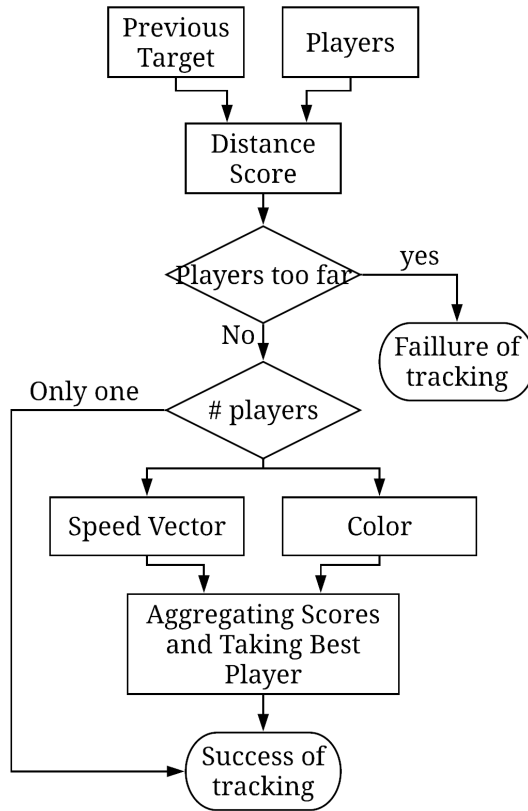 Previous
Target
Players
Distance
Score
Players too far
yes
No
Faillure of
tracking
Only one
# players
Speed Vector
Color
Aggregating Scores
and Taking Best
Player
Success of
tracking